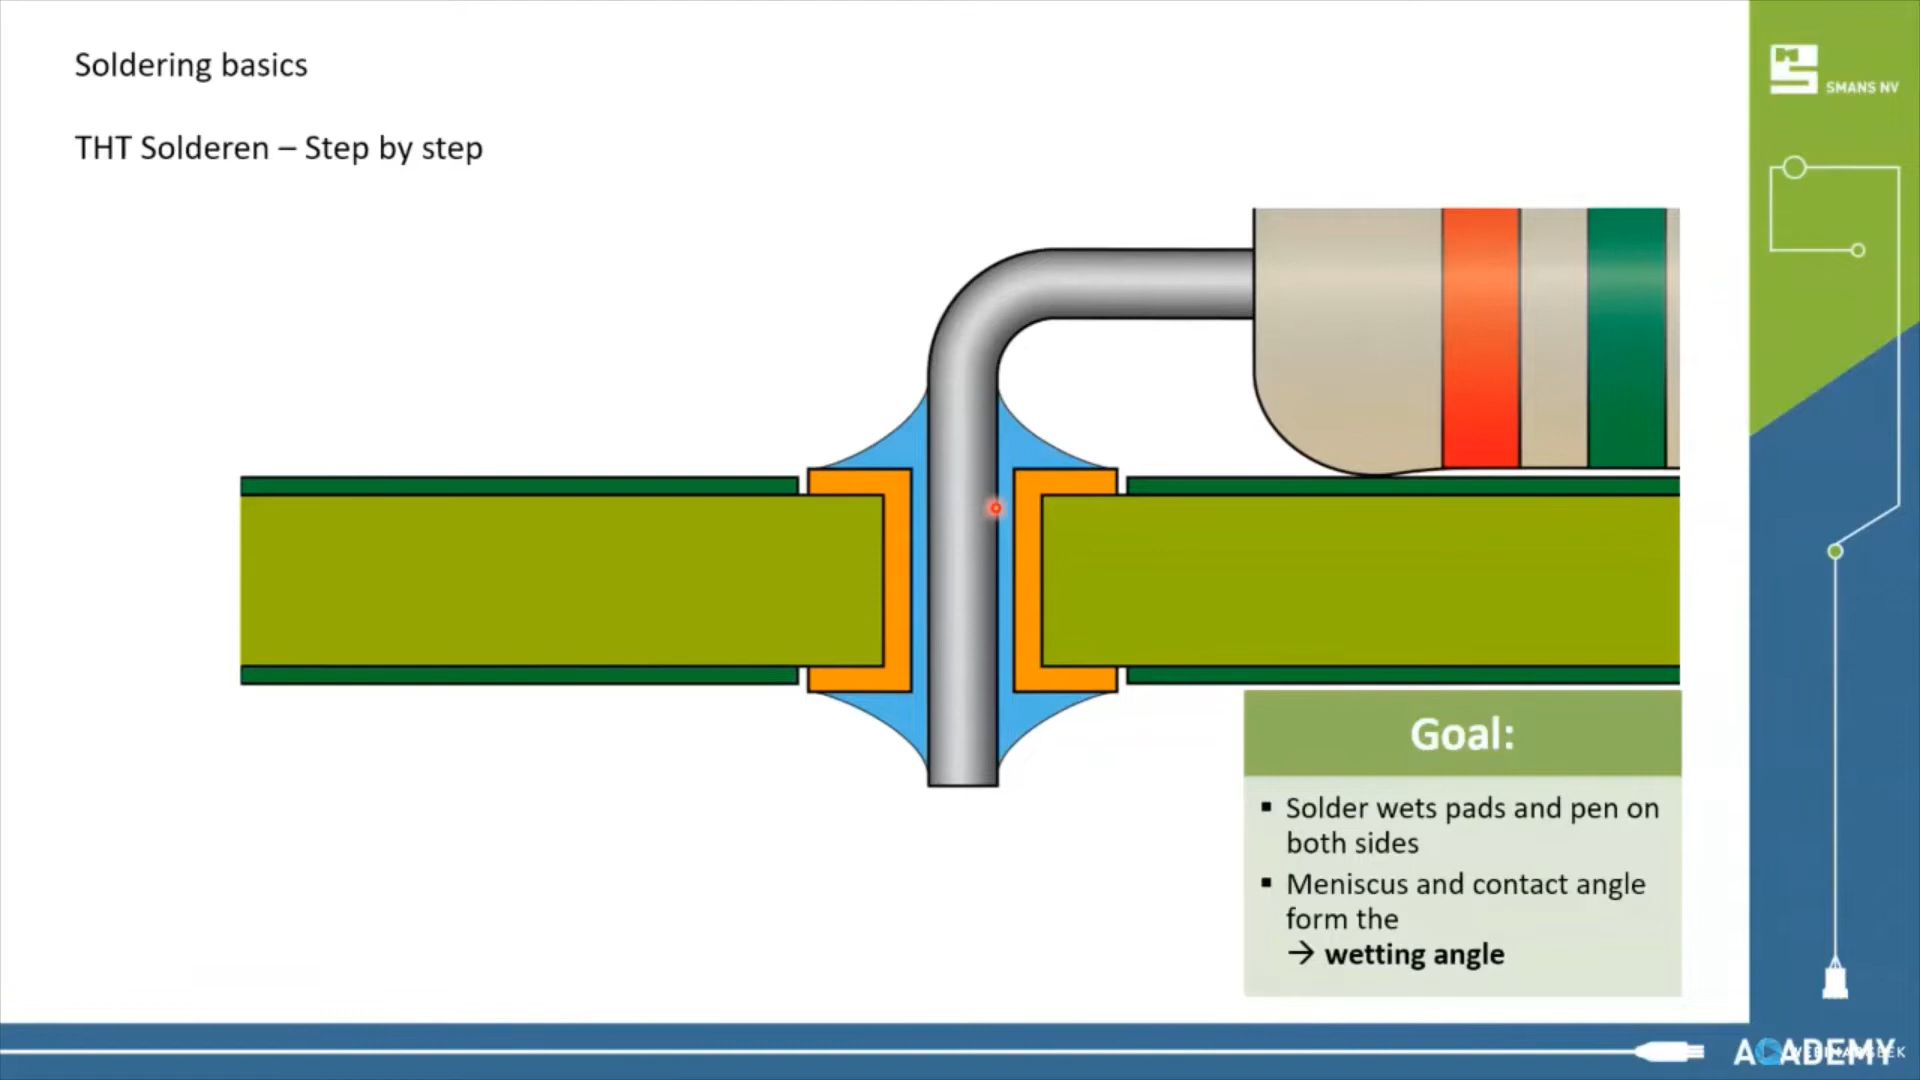 Soldering basics
THT Solderen – Step by step
SMANS NV
Goal:
▪ Solder wets pads and pen on
both sides
▪ Meniscus and contact angle
form the
→ wetting angle
ACADEMY